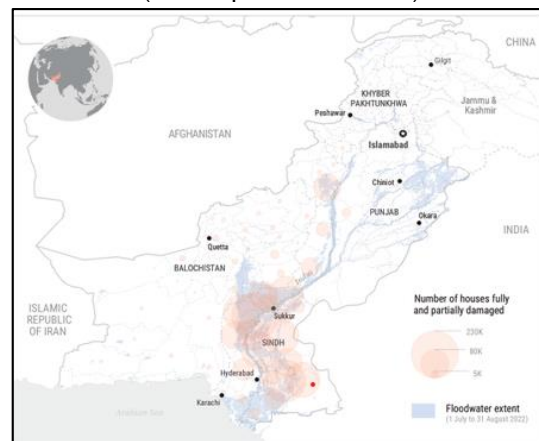 CHINA
Gilgit
KHYBER
PAKHTUNKHWA
Jammu &
Kashmir
Peshawar
AFGHANISTAN
Islamabad
Chiniot
PUNJAB
Okara
Quetta
INDIA
BALOCHISTAN
Indus
ISLAMIC
REPUBLIC
OF IRAN
Sukkur
Number of houses fully
and partially damaged
230K
80K
5K
SINDH
Hyderabad
Karachi
Arabian Sea
Floodwater extent
(1 July to 31 August 2022)